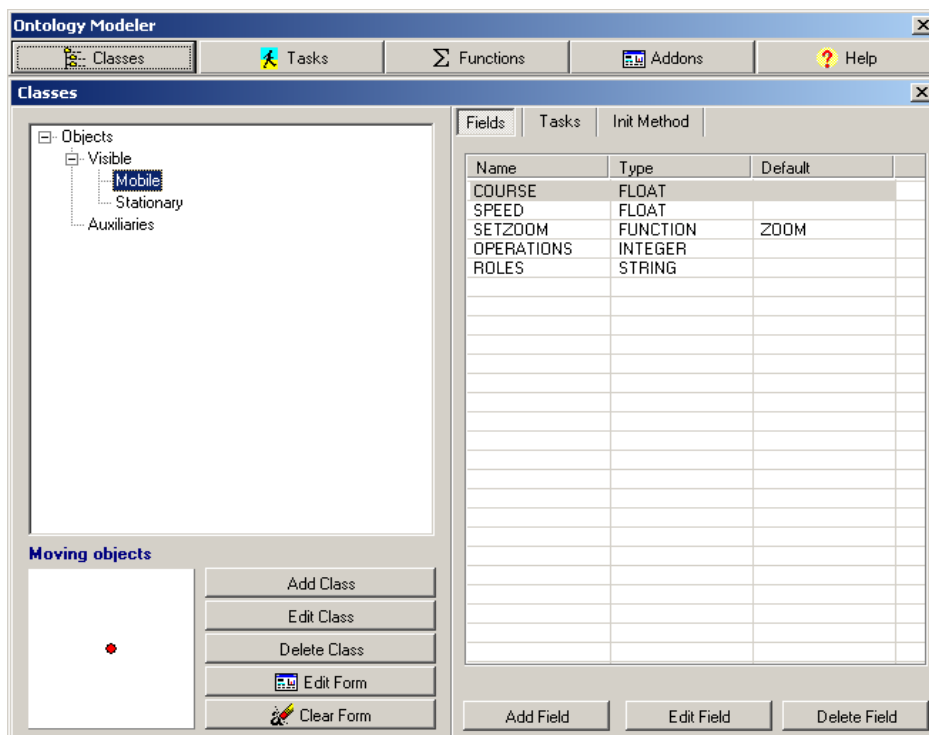 Ontology Modeler
Classes Tasks Σ Functions Addons ? Help
Classes
Objects
Visible
Mobile
Stationary
Auxiliaries
Moving objects
Add Class
Edit Class
Delete Class
Edit Form
Clear Form
Fields Tasks Init Method
Name Type Default
COURSE FLOAT
SPEED FLOAT
SETZOOM FUNCTION ZOOM
OPERATIONS INTEGER
ROLES STRING
Add Field Edit Field Delete Field